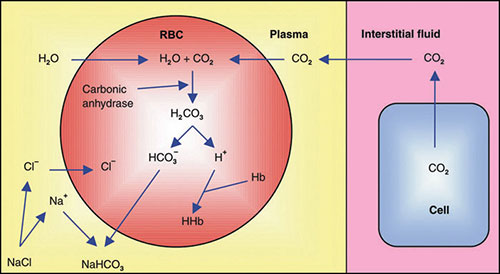 RBC
Plasma
Interstitial fluid
H₂O
H₂O + CO₂
CO₂
CO₂
Carbonic
anhydrase
H₂CO₃
HCO₃⁻
H⁺
Cl⁻
Cl⁻
CO₂
Hb
Na⁺
HHb
Cell
NaCl
NaHCO₃